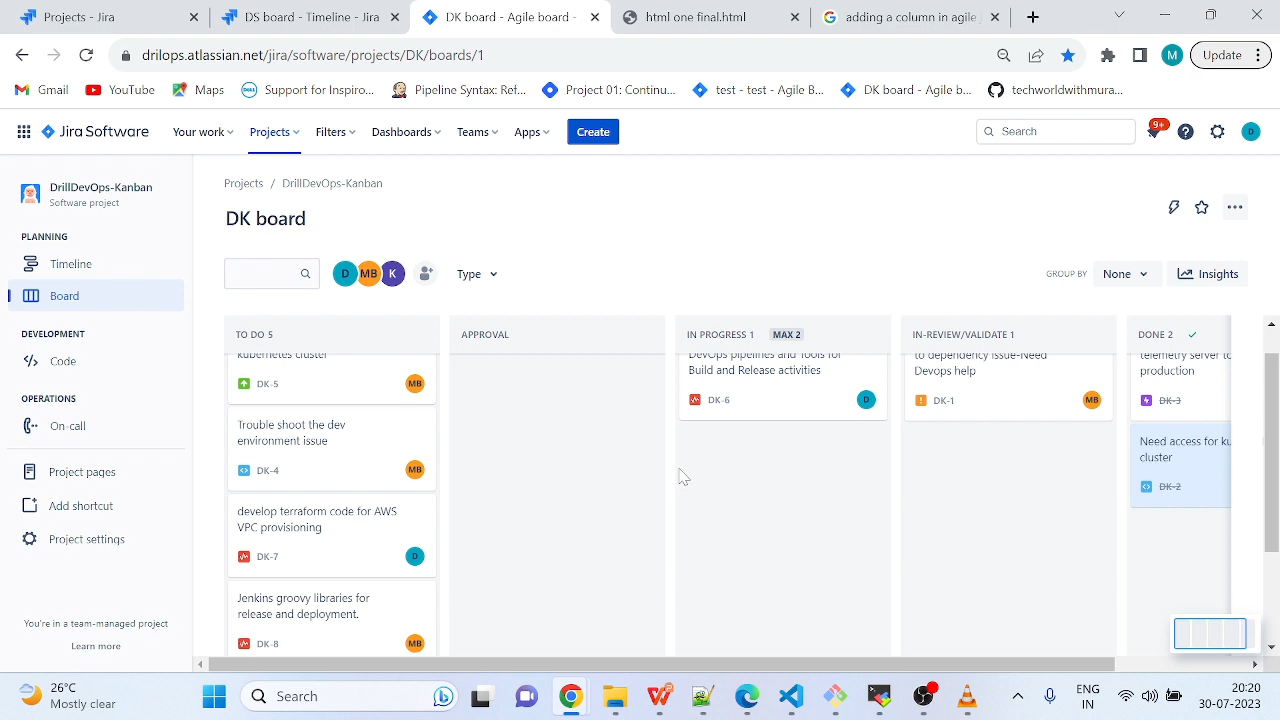 Projects - Jira
DS board - Timeline - Jira
DK board - Agile board -
html one final.html
adding a column in agile
drilops.atlassian.net/jira/software/projects/DK/boards/1
M
Update
Gmail
YouTube
Maps
Support for Inspiro...
Pipeline Syntax: Ref...
Project 01: Continu...
test - test - Agile B...
DK board - Agile b...
techworldwithmura...
Jira Software
Your work
Projects
Filters
Dashboards
Teams
Apps
Create
Search
9+
D
DrillDevOps-Kanban
Software project
PLANNING
Timeline
Board
DEVELOPMENT
Code
OPERATIONS
On-call
Project pages
Add shortcut
Project settings
You're in a team-managed project
Learn more
Projects / DrillDevOps-Kanban
DK board
D
MB
K
Type
GROUP BY
None
Insights
TO DO 5
kubernetes cluster
DK-5
MB
Trouble shoot the dev
environment issue
DK-4
MB
develop terraform code for AWS
VPC provisioning
DK-7
D
Jenkins groovy libraries for
release and deployment.
DK-8
MB
APPROVAL
IN PROGRESS 1 MAX 2
DevOps pipelines and Tools for
Build and Release activities
DK-6
D
IN-REVIEW/VALIDATE 1
to dependency issue-Need
Devops help
DK-1
MB
DONE 2
telemetry server to
production
DK-3
Need access for ku
cluster
DK-2
26°C
Mostly clear
Search
ENG
IN
20:20
30-07-2023